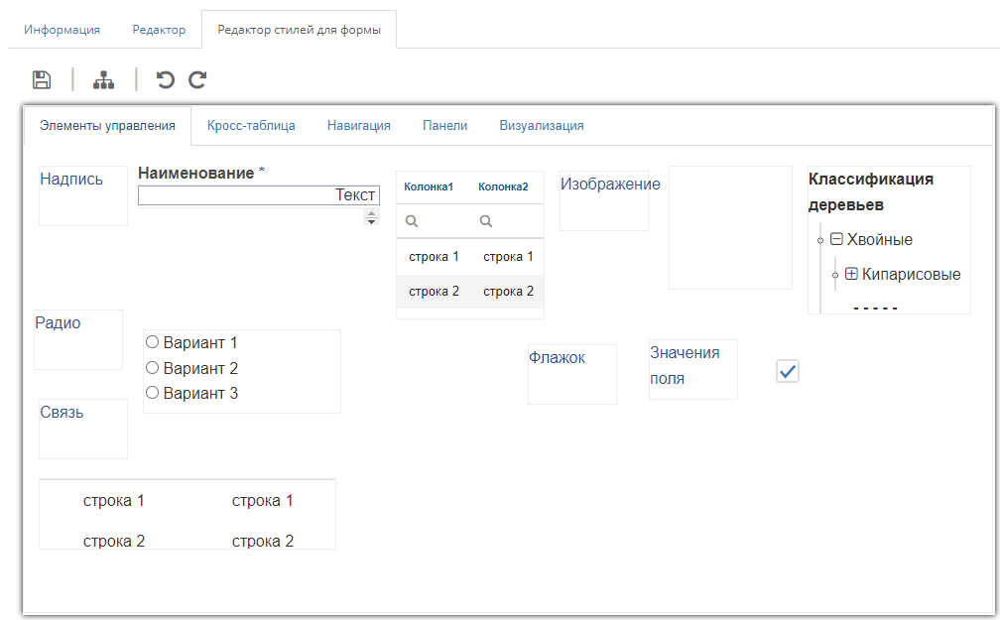 Информация Редактор Редактор стилей для формы
Элементы управления Кросс-таблица Навигация Панели Визуализация
Надпись
Наименование *
Текст
Колонка1 Колонка2
строка 1 строка 1
строка 2 строка 2
Изображение
Классификация
деревьев
Хвойные
Кипарисовые
-----
Радио
Вариант 1
Вариант 2
Вариант 3
Флажок
Значения
поля
Связь
строка 1 строка 1
строка 2 строка 2